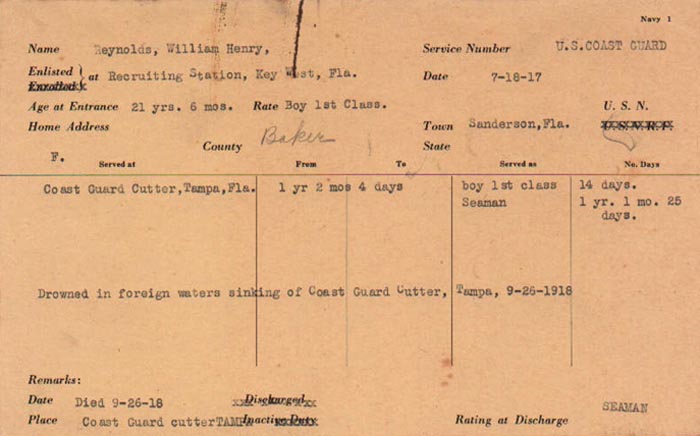 Navy 1
Name Reynolds, William Henry, Service Number U.S.COAST GUARD
Enlisted
Enrolled at Recruiting Station, Key West, Fla. Date 7-18-17
Age at Entrance 21 yrs. 6 mos. Rate Boy 1st Class. U. S. N.
Home Address Town Sanderson,Fla. U.S.N.R.F.
County Baker State
F.
Served at From To Served as No. Days
Coast Guard Cutter,Tampa,Fla. 1 yr 2 mos 4 days boy 1st class 14 days.
Seaman 1 yr. 1 mo. 25
days.
Drowned in foreign waters sinking of Coast Guard Cutter, Tampa, 9-26-1918
Remarks:
Date Died 9-26-18 xxx Discharged xx
Place Coast Guard cutterTAMPA Inactive Duty Rating at Discharge SEAMAN